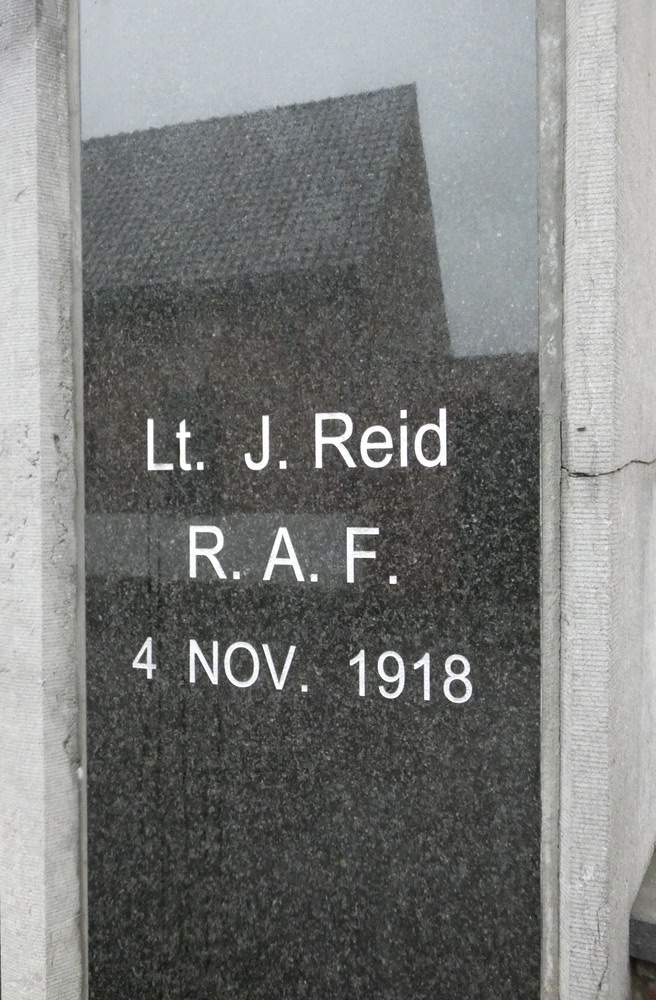 Lt. J. Reid
R. A. F.
4 NOV. 1918